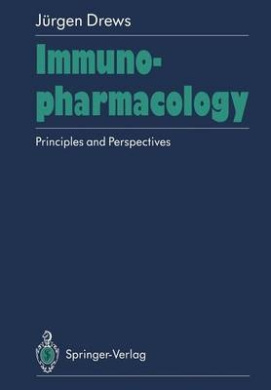 Jürgen Drews
Immuno-
pharmacology
Principles and Perspectives
Springer-Verlag